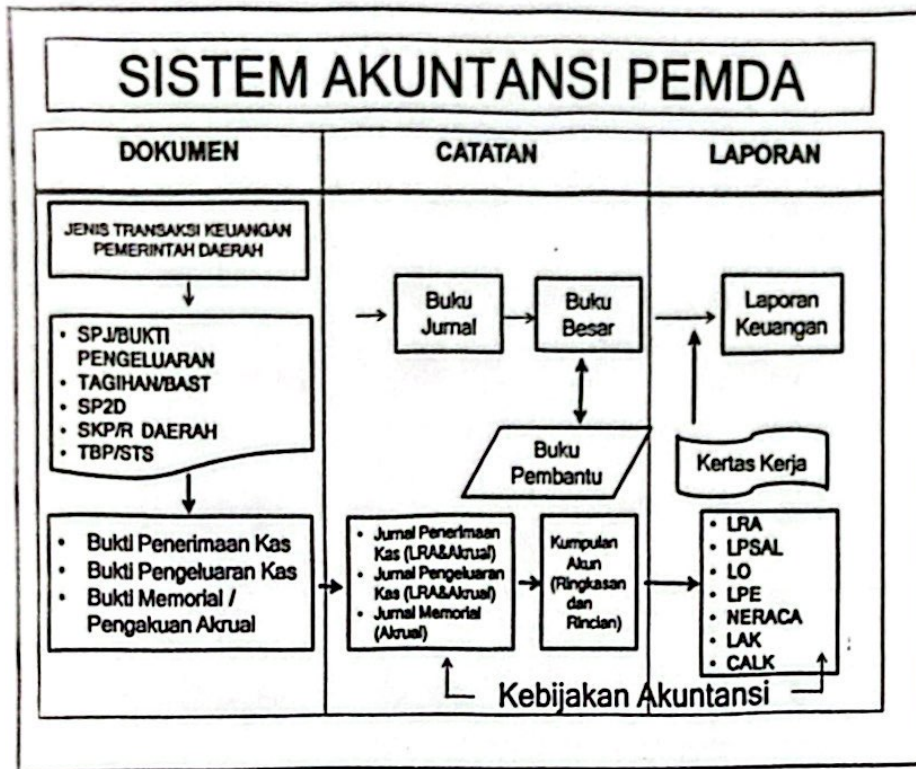 SISTEM AKUNTANSI PEMDA
DOKUMEN
CATATAN
LAPORAN
JENIS TRANSAKSI KEUANGAN
PEMERINTAH DAERAH
• SPJ/BUKTI
PENGELUARAN
• TAGIHAN/BAST
• SP2D
• SKP/R DAERAH
• TBP/STS
• Bukti Penerimaan Kas
• Bukti Pengeluaran Kas
• Bukti Memorial /
Pengakuan Akrual
Buku
Jurnal
Buku
Besar
Buku
Pembantu
• Jurnal Penerimaan
Kas (LRA&Akrual)
• Jurnal Pengeluaran
Kas (LRA&Akrual)
• Jurnal Memorial
(Akrual)
Kumpulan
Akun
(Ringkasan
dan
Rincian)
Laporan
Keuangan
Kertas Kerja
• LRA
• LPSAL
• LO
• LPE
• NERACA
• LAK
• CALK
Kebijakan Akuntansi